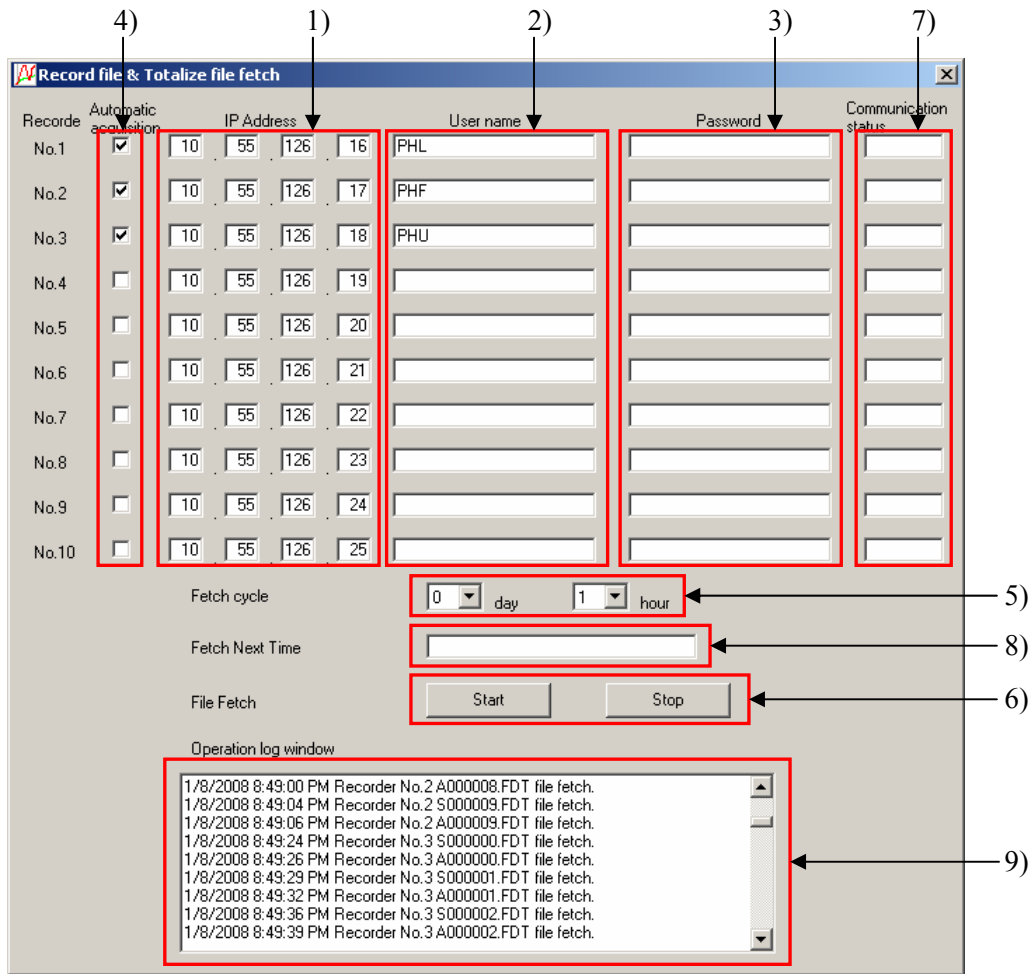 4) 1) 2) 3) 7)
Record file & Totalize file fetch
Recorde Automatic acquisition IP Address User name Password Communication status
No.1 10 . 55 . 126 . 16 PHL
No.2 10 . 55 . 126 . 17 PHF
No.3 10 . 55 . 126 . 18 PHU
No.4 10 . 55 . 126 . 19
No.5 10 . 55 . 126 . 20
No.6 10 . 55 . 126 . 21
No.7 10 . 55 . 126 . 22
No.8 10 . 55 . 126 . 23
No.9 10 . 55 . 126 . 24
No.10 10 . 55 . 126 . 25
Fetch cycle 0 day 1 hour 5)
Fetch Next Time 8)
File Fetch Start Stop 6)
Operation log window
1/8/2008 8:49:00 PM Recorder No.2 A000008.FDT file fetch.
1/8/2008 8:49:04 PM Recorder No.2 S000009.FDT file fetch.
1/8/2008 8:49:06 PM Recorder No.2 A000009.FDT file fetch.
1/8/2008 8:49:24 PM Recorder No.3 S000000.FDT file fetch.
1/8/2008 8:49:26 PM Recorder No.3 A000000.FDT file fetch.
1/8/2008 8:49:29 PM Recorder No.3 S000001.FDT file fetch.
1/8/2008 8:49:32 PM Recorder No.3 A000001.FDT file fetch.
1/8/2008 8:49:36 PM Recorder No.3 S000002.FDT file fetch.
1/8/2008 8:49:39 PM Recorder No.3 A000002.FDT file fetch.
9)